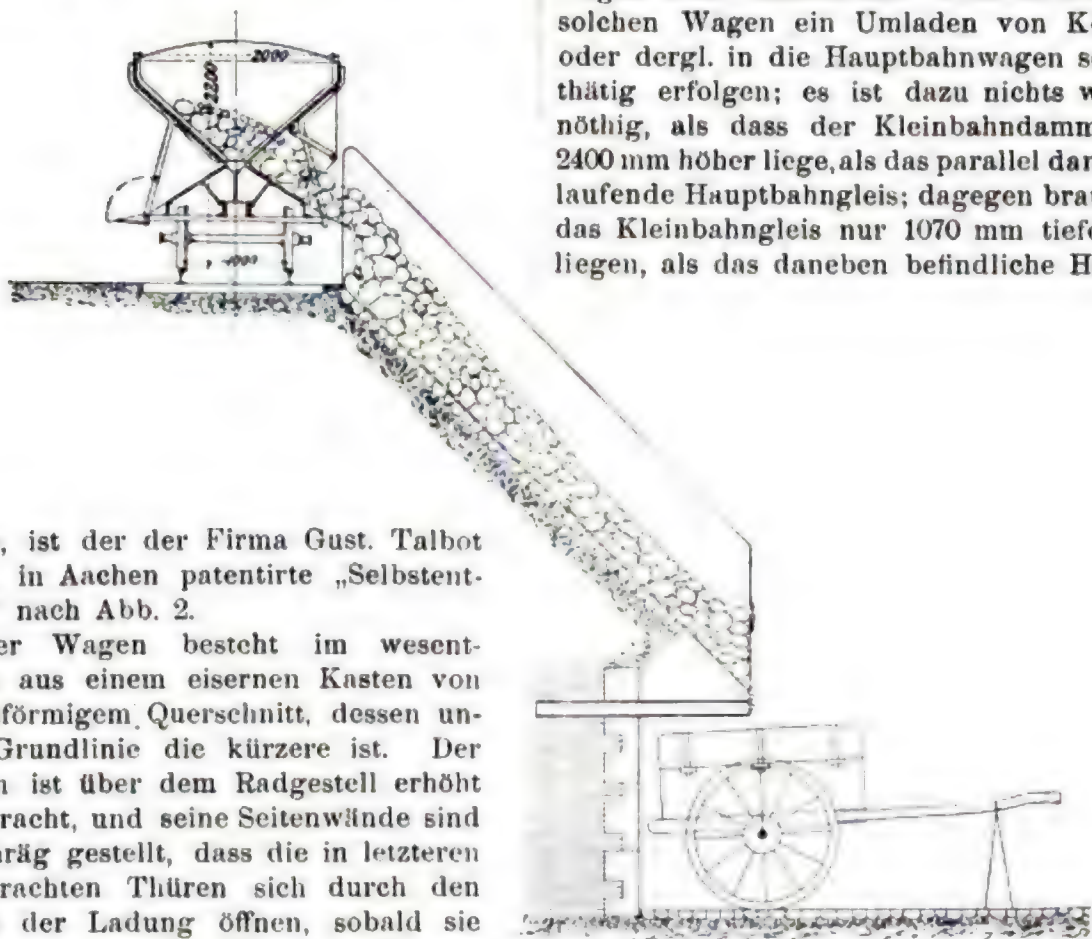 solchen Wagen ein Umladen von
oder dergl. in die Hauptbahnwagen
thätig erfolgen; es ist dazu nichts
nöthig, als dass der Kleinbahndamm
2400 mm höher liege, als das parallel
laufende Hauptbahngleis; dagegen
das Kleinbahngleis nur 1070 mm
liegen, als das daneben befindliche
2000
2200
ist der der Firma Gust. Talbot
in Aachen patentirte „Selbstent-
nach Abb. 2.
Wagen besteht im wesent-
aus einem eisernen Kasten von
förmigem Querschnitt, dessen un-
Grundlinie die kürzere ist. Der
ist über dem Radgestell erhöht
racht, und seine Seitenwände sind
räg gestellt, dass die in letzteren
rachten Thüren sich durch den
der Ladung öffnen, sobald sie